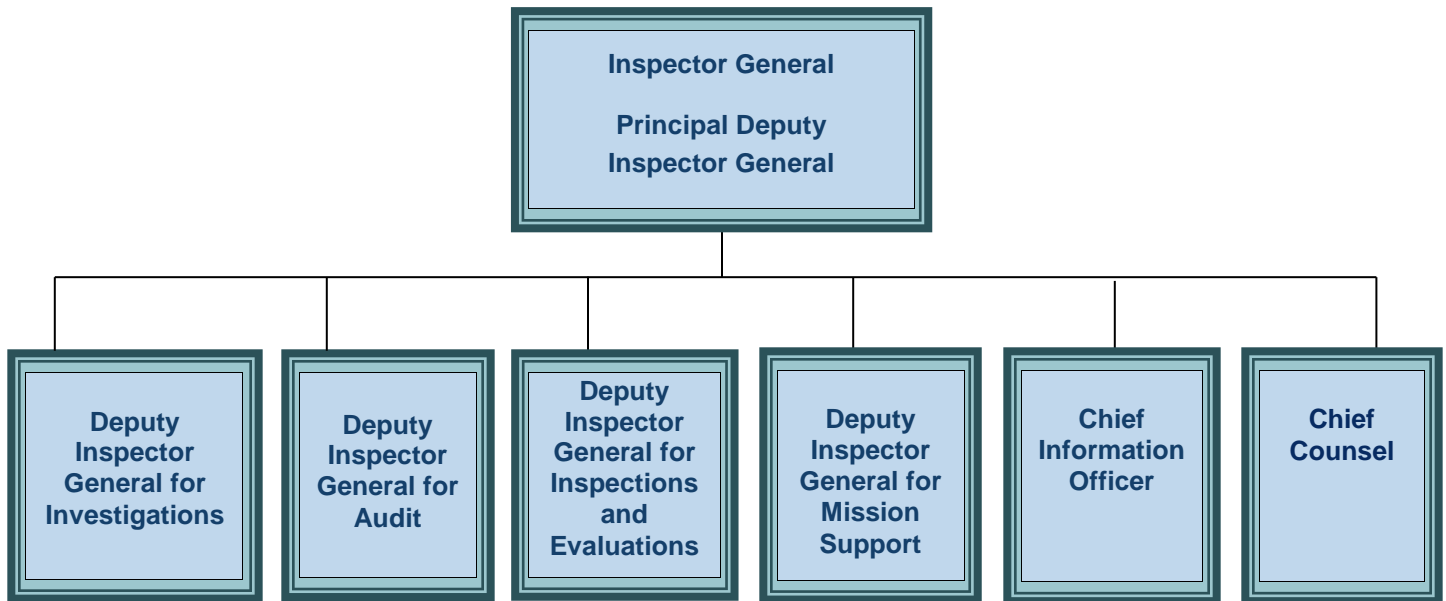 Inspector General
Principal Deputy
Inspector General
Deputy
Inspector
General for
Investigations
Deputy
Inspector
General for
Audit
Deputy
Inspector
General for
Inspections
and
Evaluations
Deputy
Inspector
General for
Mission
Support
Chief
Information
Officer
Chief
Counsel